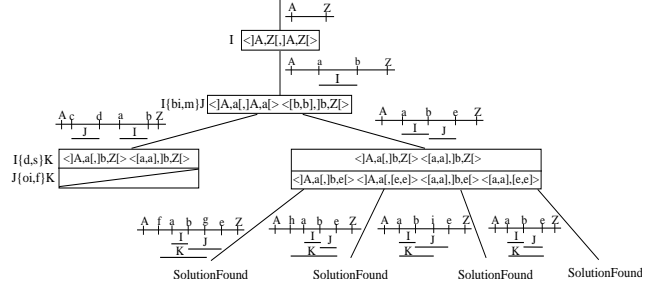 A Z
I <]A,Z[,]A,Z[>
A a b Z
I
I{bi,m}J <]A,a[,]A,a[> <[b,b],]b,Z[>
A c d a b Z
J I
A a b e Z
I J
I{d,s}K <]A,a[,]b,Z[> <[a,a],]b,Z[>
J{oi,f}K
<]A,a[,]b,Z[> <[a,a],]b,Z[>
<]A,a[,]b,e[> <]A,a[,[e,e]> <[a,a],]b,e[> <[a,a],[e,e]>
A f a b g e Z
I J
K
A h a b e Z
I J
K
A a b i e Z
I J
K
A a b e Z
I J
K
SolutionFound SolutionFound SolutionFound SolutionFound